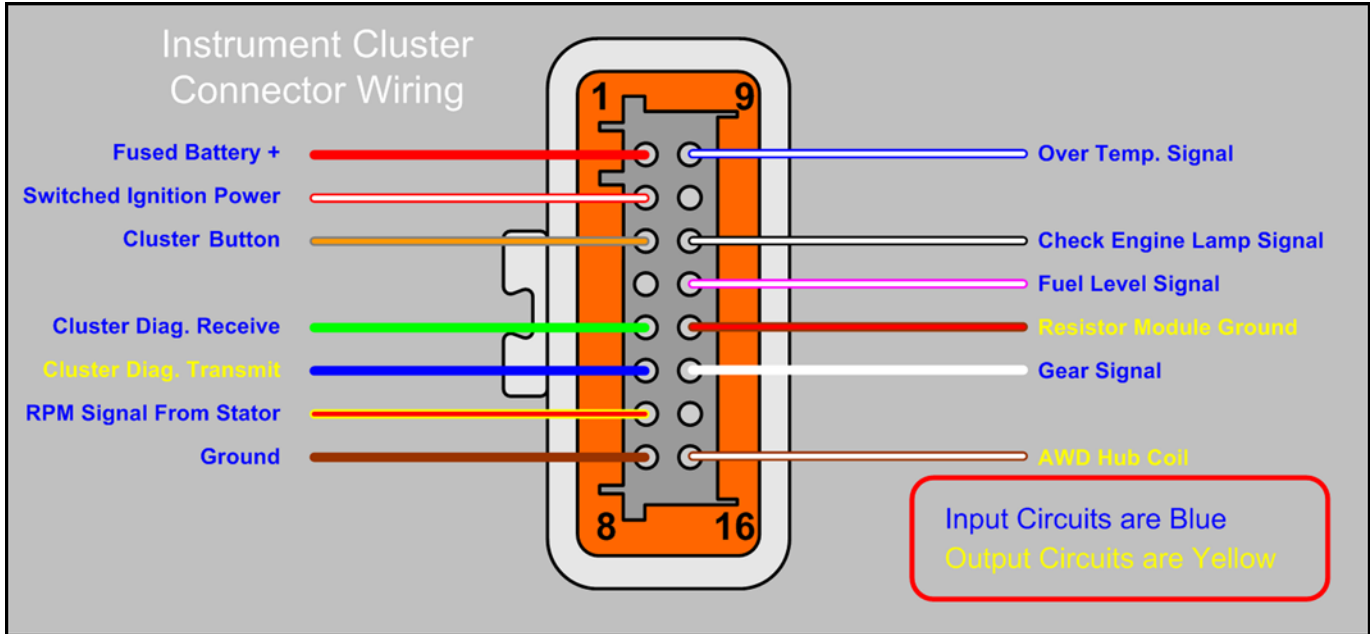 Instrument Cluster
Connector Wiring
1
9
Fused Battery +
Over Temp. Signal
Switched Ignition Power
Cluster Button
Check Engine Lamp Signal
Fuel Level Signal
Cluster Diag. Receive
Resistor Module Ground
Cluster Diag. Transmit
Gear Signal
RPM Signal From Stator
Ground
AWD Hub Coil
8
16
Input Circuits are Blue
Output Circuits are Yellow